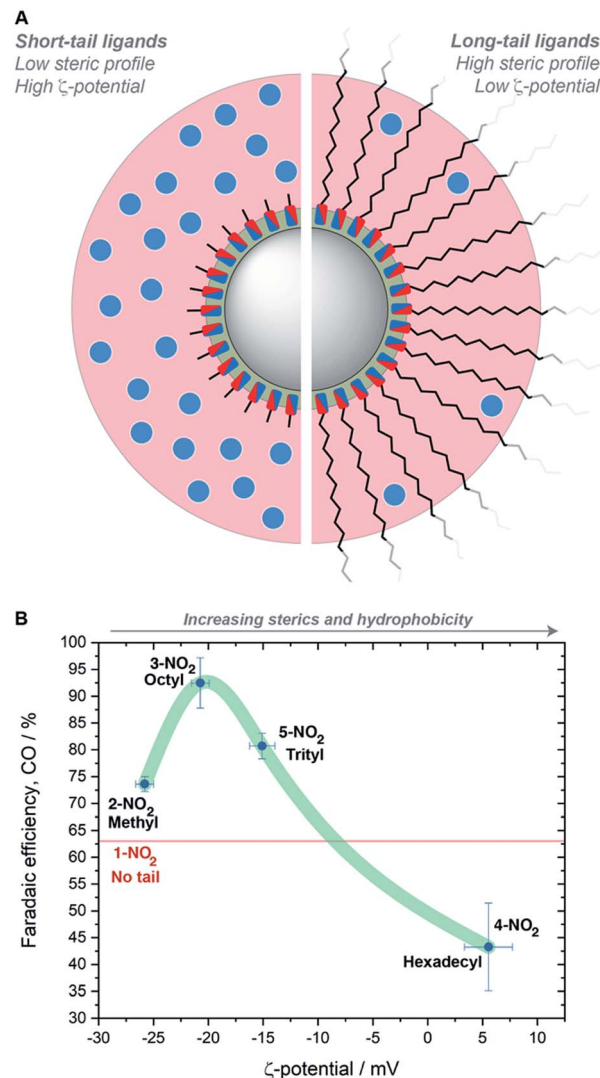 A
Short-tail ligands
Low steric profile
High ζ-potential
Long-tail ligands
High steric profile
Low ζ-potential
B
Increasing sterics and hydrophobicity
100
95
90
85
80
75
70
65
60
55
50
45
40
35
30
Faradaic efficiency, CO / %
3-NO2
Octyl
5-NO2
Trityl
2-NO2
Methyl
1-NO2
No tail
4-NO2
Hexadecyl
-30 -25 -20 -15 -10 -5 0 5 10
ζ-potential / mV